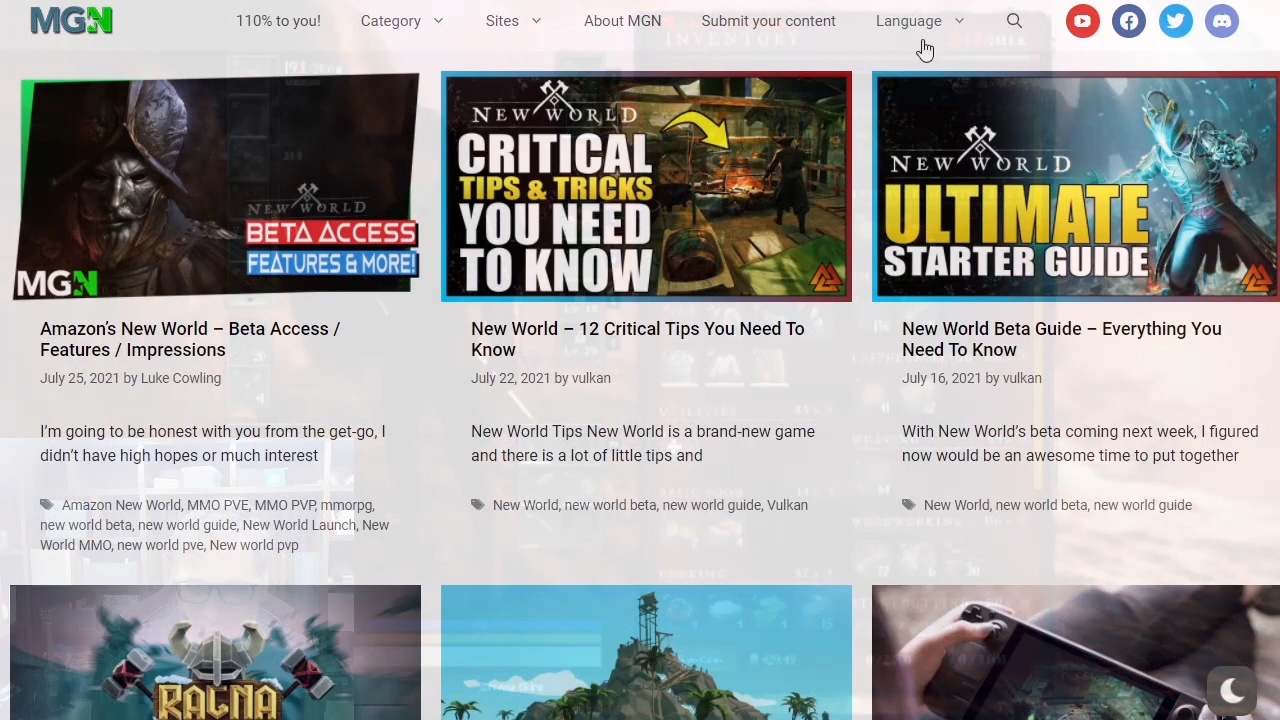 MGN 110% to you! Category Sites About MGN Submit your content Language
INVENTORY
NEW WORLD
BETA ACCESS
FEATURES & MORE!
MGN
NEW WORLD
CRITICAL
TIPS & TRICKS
YOU NEED
TO KNOW
NEW WORLD
ULTIMATE
STARTER GUIDE
Amazon’s New World – Beta Access /
Features / Impressions
July 25, 2021 by Luke Cowling
I’m going to be honest with you from the get-go, I
didn’t have high hopes or much interest
Amazon New World, MMO PVE, MMO PVP, mmorpg,
new world beta, new world guide, New World Launch, New
World MMO, new world pve, New world pvp
New World – 12 Critical Tips You Need To
Know
July 22, 2021 by vulkan
New World Tips New World is a brand-new game
and there is a lot of little tips and
New World, new world beta, new world guide, Vulkan
New World Beta Guide – Everything You
Need To Know
July 16, 2021 by vulkan
With New World’s beta coming next week, I figured
now would be an awesome time to put together
New World, new world beta, new world guide
UTILITIES
COOKING
RAGNA